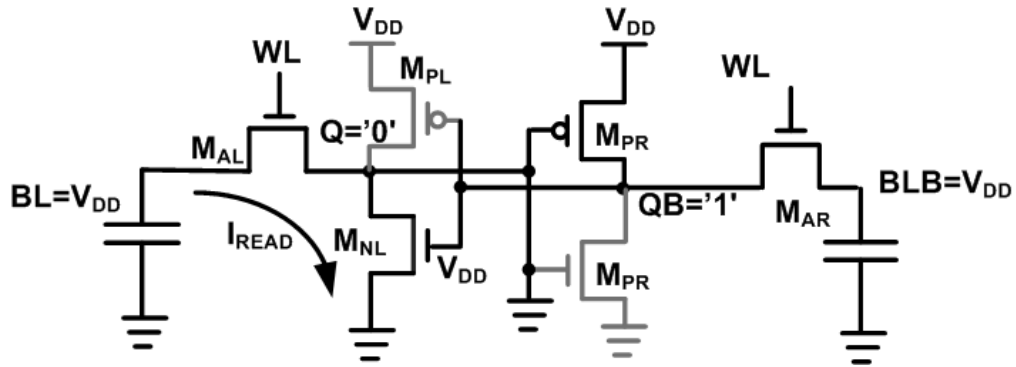 VDD
VDD
WL
WL
MPL
Q='0'
MPR
MAL
BL=VDD
BLB=VDD
QB='1'
MAR
IREAD
MNL
VDD
MPR